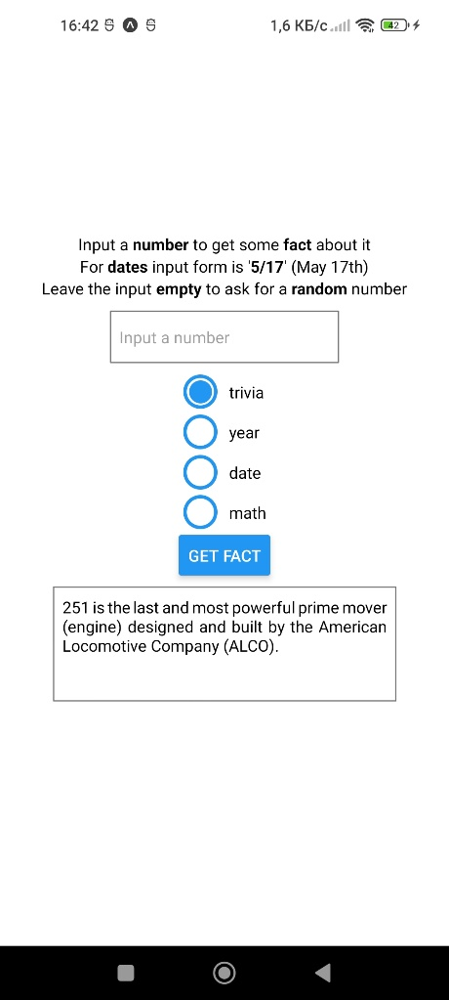 16:42 1,6 КБ/с 42
Input a number to get some fact about it
For dates input form is '5/17' (May 17th)
Leave the input empty to ask for a random number
Input a number
trivia
year
date
math
GET FACT
251 is the last and most powerful prime mover
(engine) designed and built by the American
Locomotive Company (ALCO).